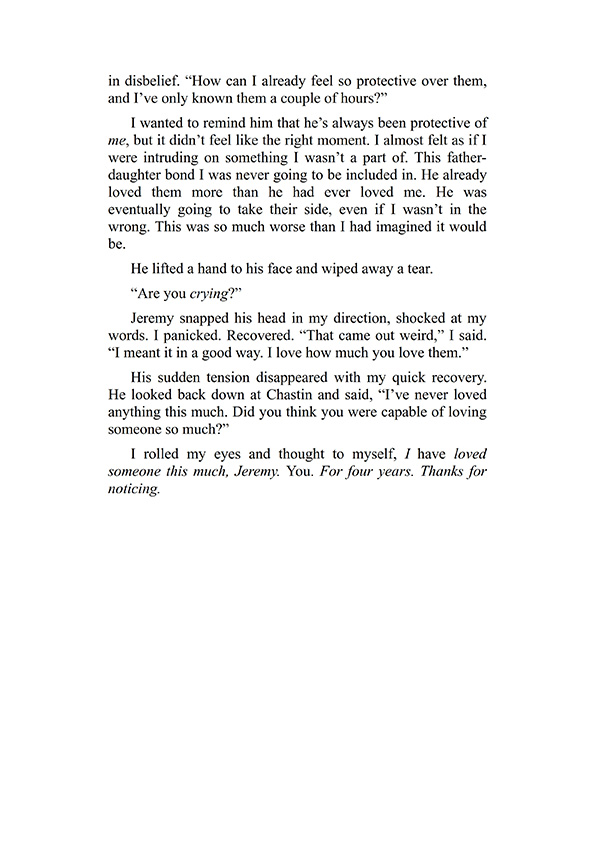 in disbelief. “How can I already feel so protective over them,
and I’ve only known them a couple of hours?”
I wanted to remind him that he’s always been protective of
me, but it didn’t feel like the right moment. I almost felt as if I
were intruding on something I wasn’t a part of. This father-
daughter bond I was never going to be included in. He already
loved them more than he had ever loved me. He was
eventually going to take their side, even if I wasn’t in the
wrong. This was so much worse than I had imagined it would
be.
He lifted a hand to his face and wiped away a tear.
“Are you crying?”
Jeremy snapped his head in my direction, shocked at my
words. I panicked. Recovered. “That came out weird,” I said.
“I meant it in a good way. I love how much you love them.”
His sudden tension disappeared with my quick recovery.
He looked back down at Chastin and said, “I’ve never loved
anything this much. Did you think you were capable of loving
someone so much?”
I rolled my eyes and thought to myself, I have loved
someone this much, Jeremy. You. For four years. Thanks for
noticing.